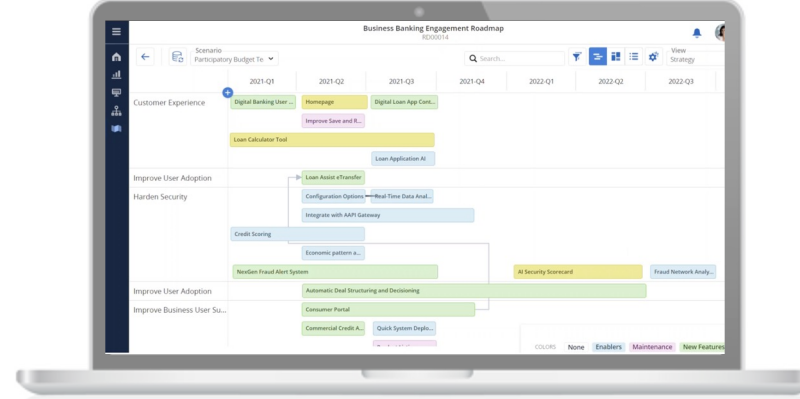 Business Banking Engagement Roadmap
RD00014
Scenario
Participatory Budget Te
Search...
View
Strategy
2021-Q1 2021-Q2 2021-Q3 2021-Q4 2022-Q1 2022-Q2 2022-Q3
Customer Experience
Digital Banking User ... Homepage Digital Loan App Cont...
Improve Save and R...
Loan Calculator Tool
Loan Application AI
Improve User Adoption Loan Assist eTransfer
Harden Security Configuration Options Real-Time Data Anal...
Integrate with AAPI Gateway
Credit Scoring
Economic pattern a...
NexGen Fraud Alert System AI Security Scorecard Fraud Network Analy...
Improve User Adoption Automatic Deal Structuring and Decisioning
Improve Business User Su... Consumer Portal
Commercial Credit A... Quick System Deplo...
COLORS None Enablers Maintenance New Features